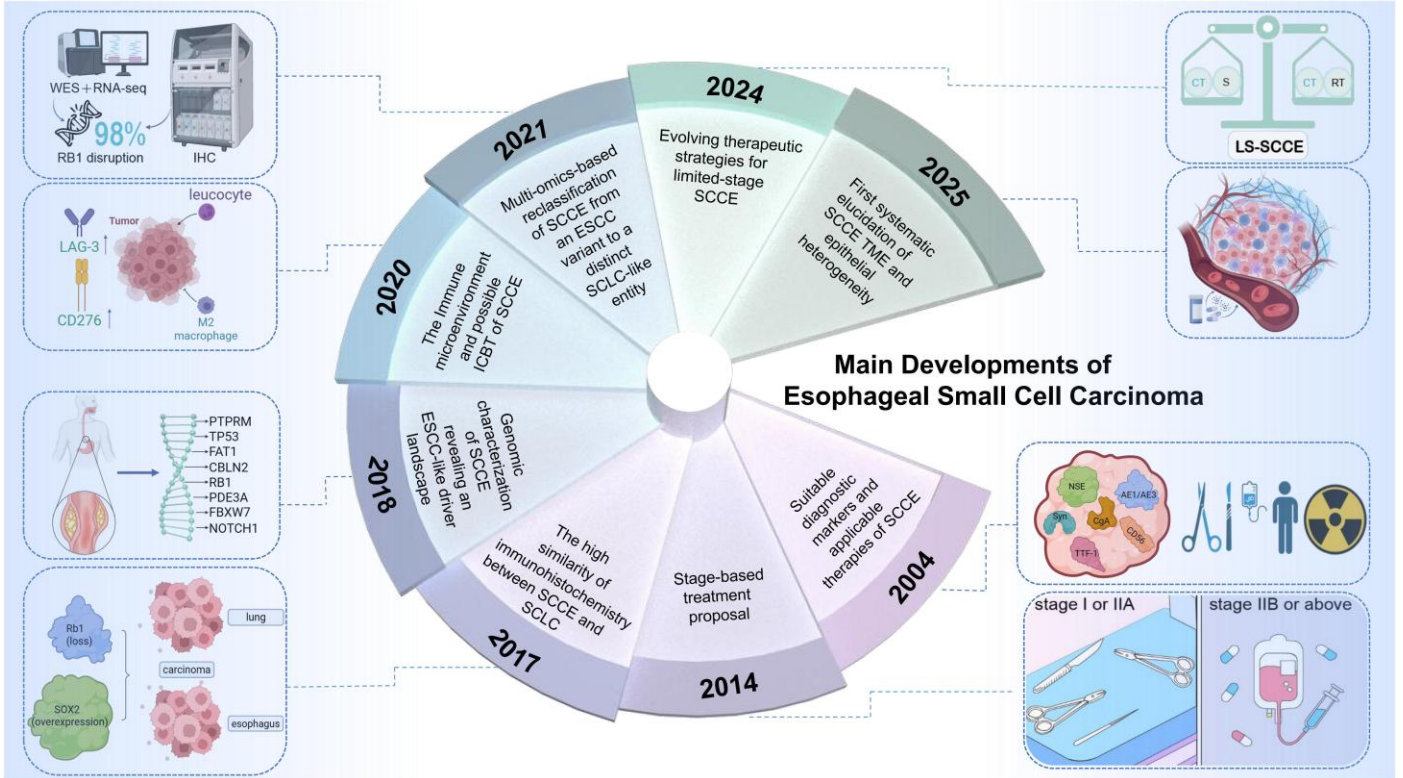 Main Developments of
Esophageal Small Cell Carcinoma
2004
Suitable
diagnostic
markers and
applicable
therapies of SCCE
NSE
AE1/AE3
Syn
CgA
CD56
TTF-1
2014
Stage-based
treatment
proposal
stage I or IIA
stage IIB or above
2017
The high
similarity of
immunohistochemistry
between SCCE and
SCLC
Rb1
(loss)
SOX2
(overexpression)
lung
carcinoma
esophagus
2018
Genomic
characterization
of SCCE
revealing an
ESCC-like driver
landscape
PTPRM
TP53
FAT1
CBLN2
RB1
PDE3A
FBXW7
NOTCH1
2020
The Immune
microenvironment
and possible
ICBT of SCCE
leucocyte
Tumor
LAG-3
CD276
M2
macrophage
2021
Multi-omics-based
reclassification
of SCCE from
an ESCC
variant to a
distinct
SCLC-like
entity
WES+RNA-seq
98%
RB1 disruption
IHC
2024
Evolving therapeutic
strategies for
limited-stage
SCCE
CT S
CT RT
LS-SCCE
2025
First systematic
elucidation of
SCCE TME and
epithelial
heterogeneity